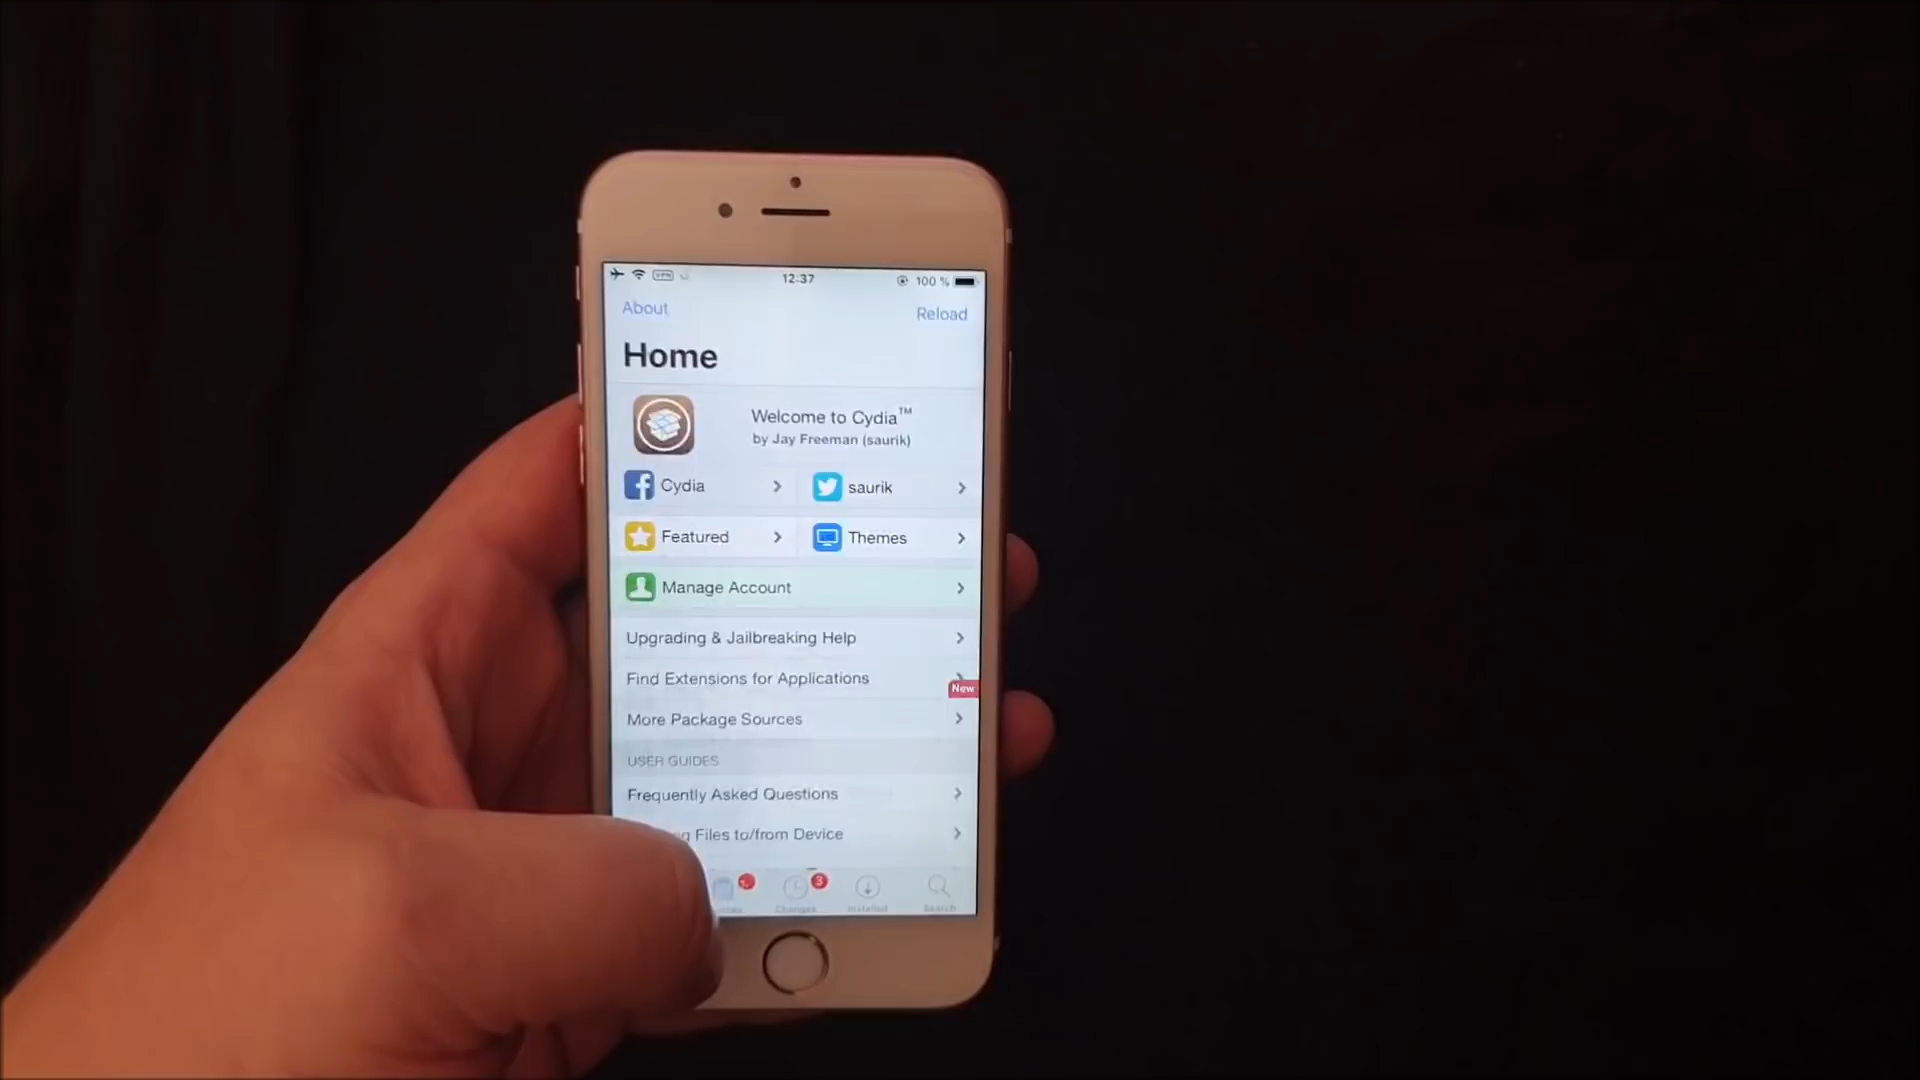 VPN 12:37 100 %
About Reload
Home
Welcome to Cydia™
by Jay Freeman (saurik)
Cydia saurik
Featured Themes
Manage Account
Upgrading & Jailbreaking Help
Find Extensions for Applications
New
More Package Sources
USER GUIDES
Frequently Asked Questions
Files to/from Device
3
Changes Installed Search